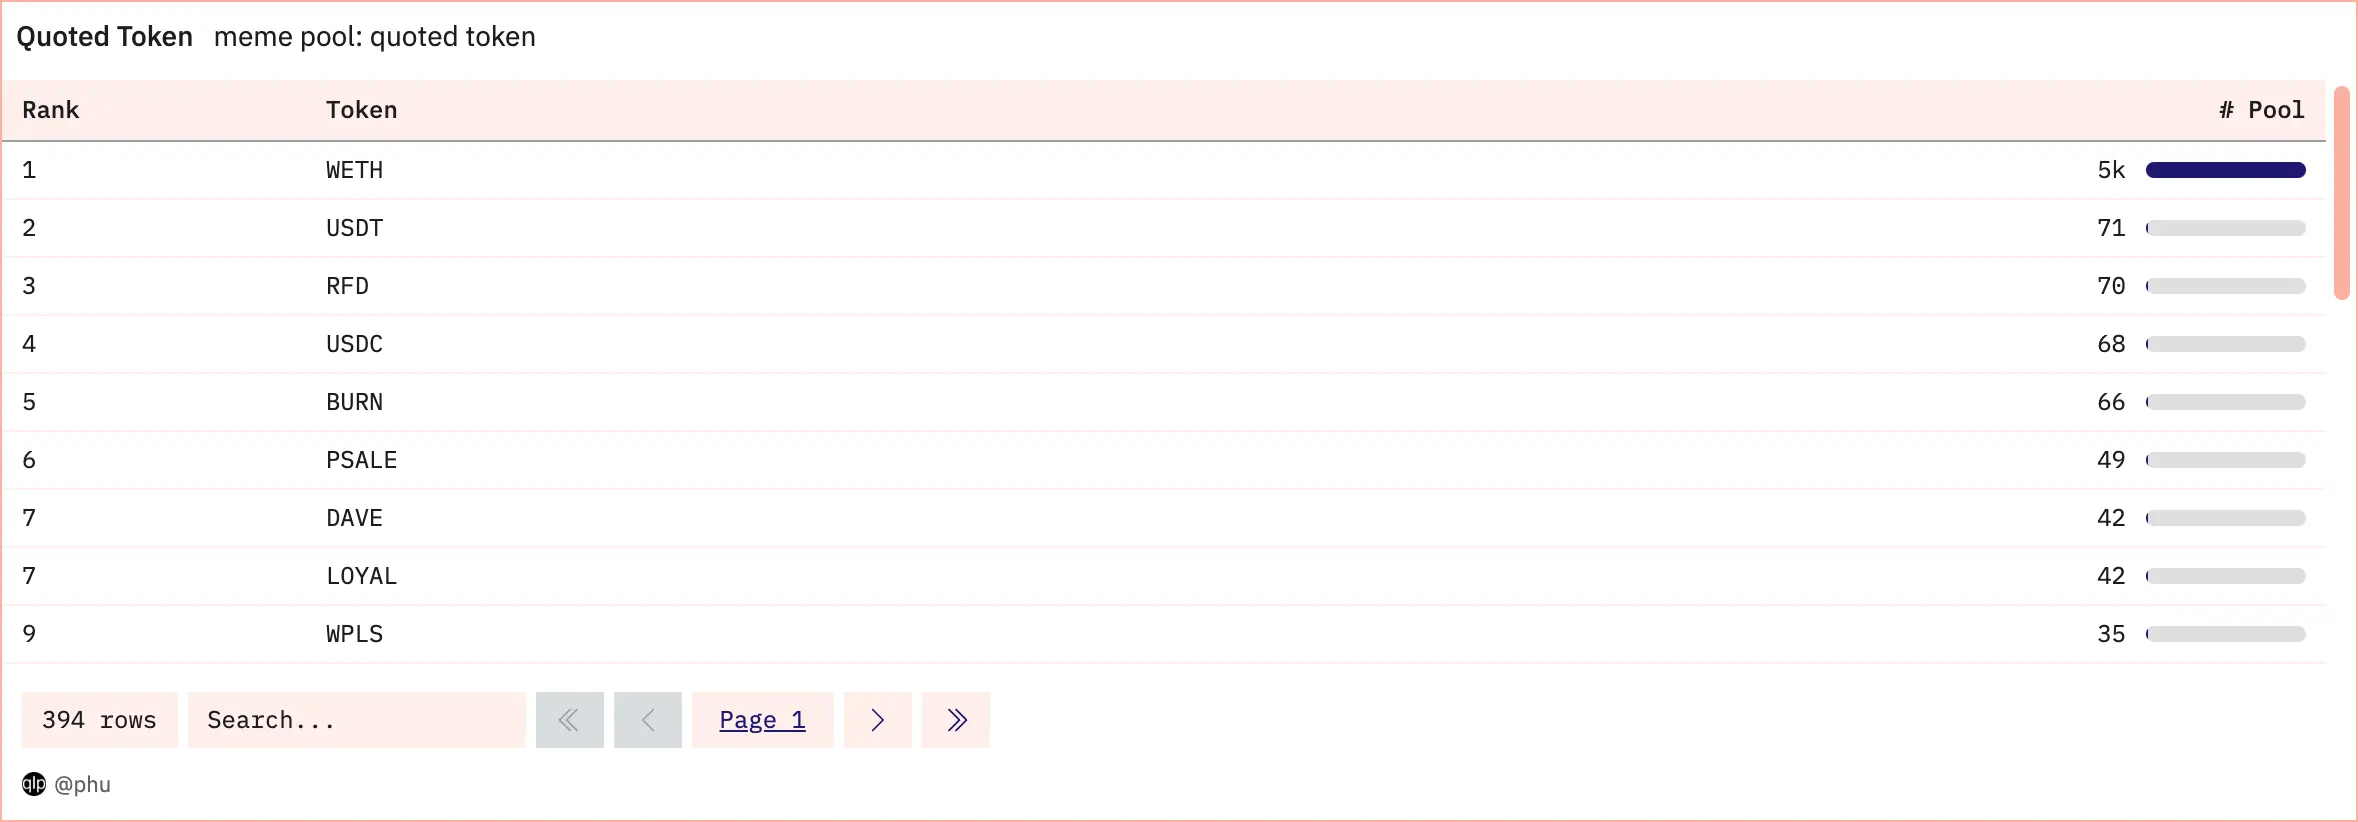 Quoted Token meme pool: quoted token
Rank Token # Pool
1 WETH 5k
2 USDT 71
3 RFD 70
4 USDC 68
5 BURN 66
6 PSALE 49
7 DAVE 42
7 LOYAL 42
9 WPLS 35
394 rows Search... Page 1
qlp @phu